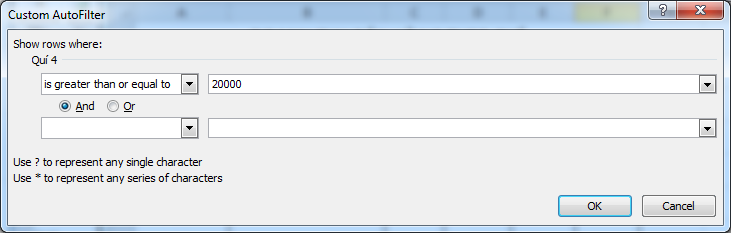 Custom AutoFilter
Show rows where:
Quí 4
is greater than or equal to 20000
And Or
Use ? to represent any single character
Use * to represent any series of characters
OK Cancel